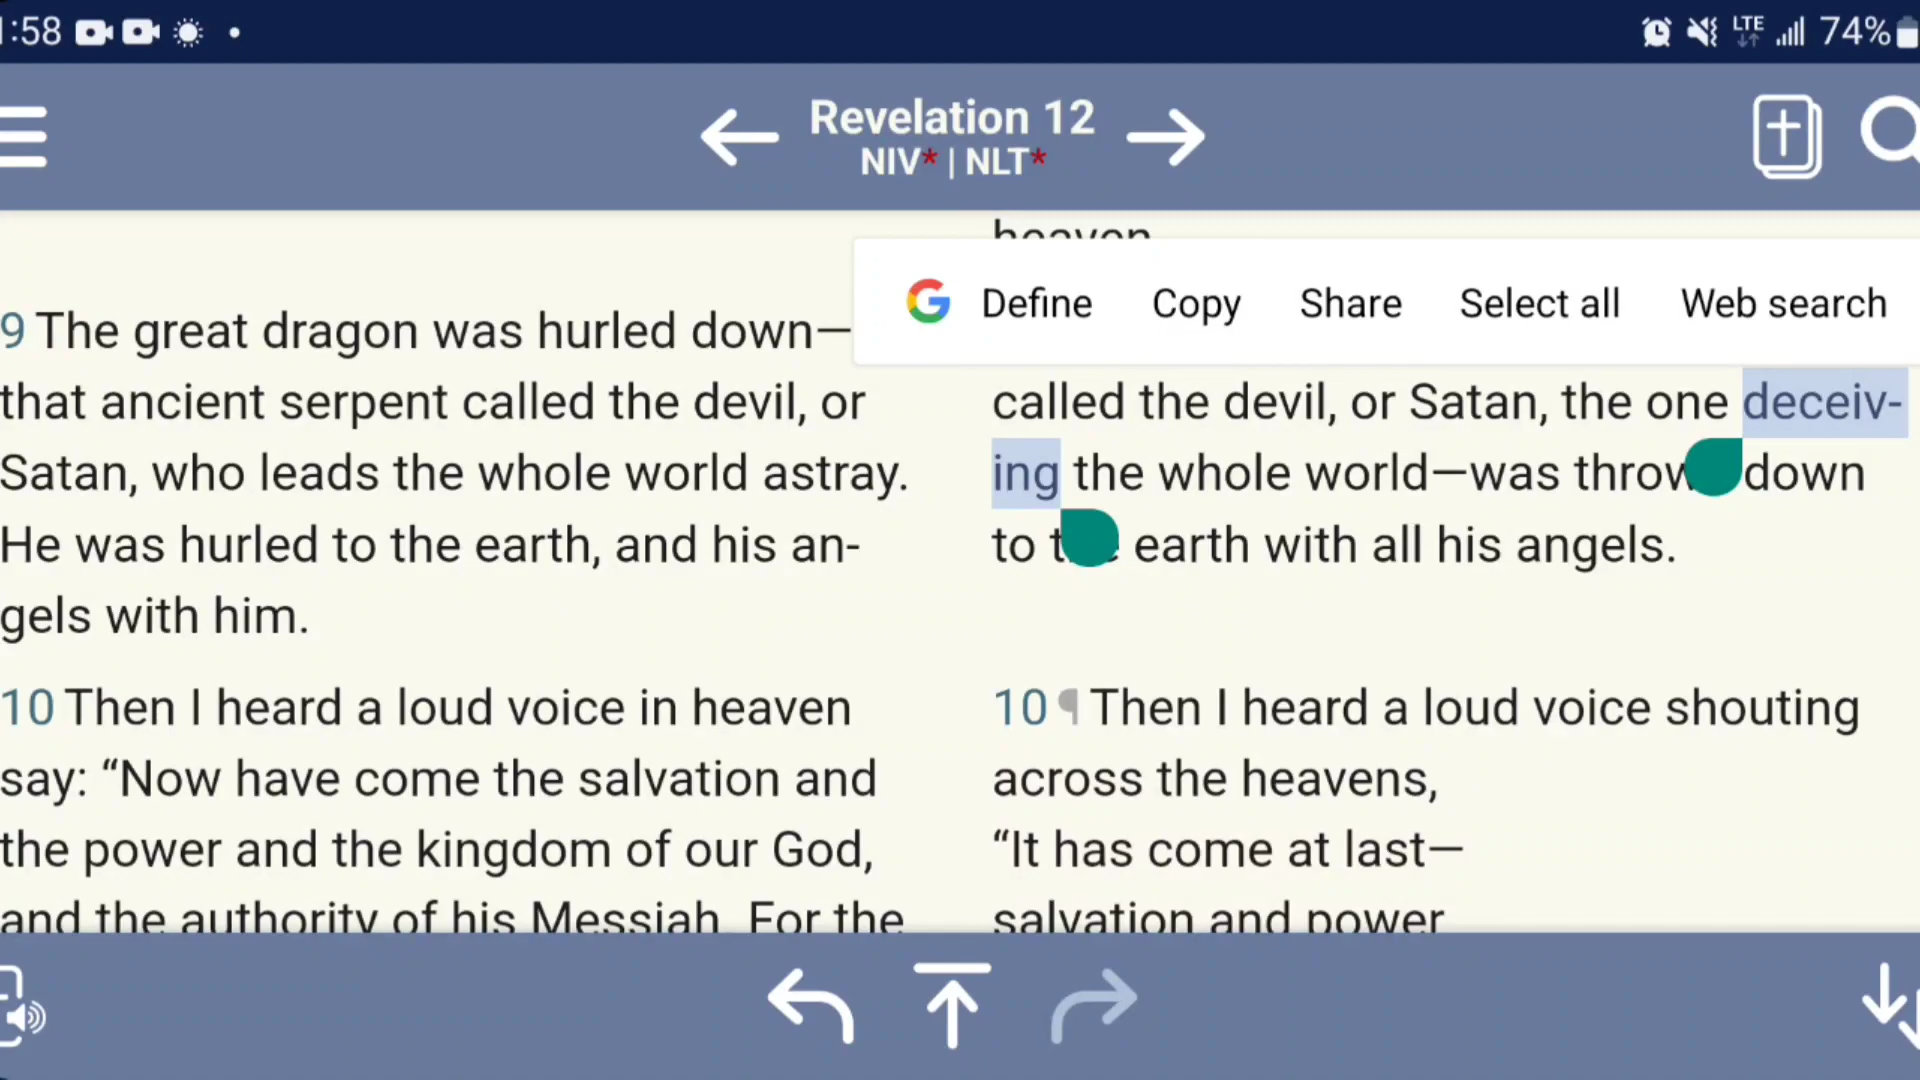 :58
LTE
74%
Revelation 12
NIV* | NLT*
9 The great dragon was hurled down—
that ancient serpent called the devil, or
Satan, who leads the whole world astray.
He was hurled to the earth, and his an-
gels with him.
10 Then I heard a loud voice in heaven
say: “Now have come the salvation and
the power and the kingdom of our God,
and the authority of his Messiah. For the
heaven.
Define Copy Share Select all Web search
called the devil, or Satan, the one deceiv-
ing the whole world—was throw down
to t e earth with all his angels.
10 ¶ Then I heard a loud voice shouting
across the heavens,
“It has come at last—
salvation and power